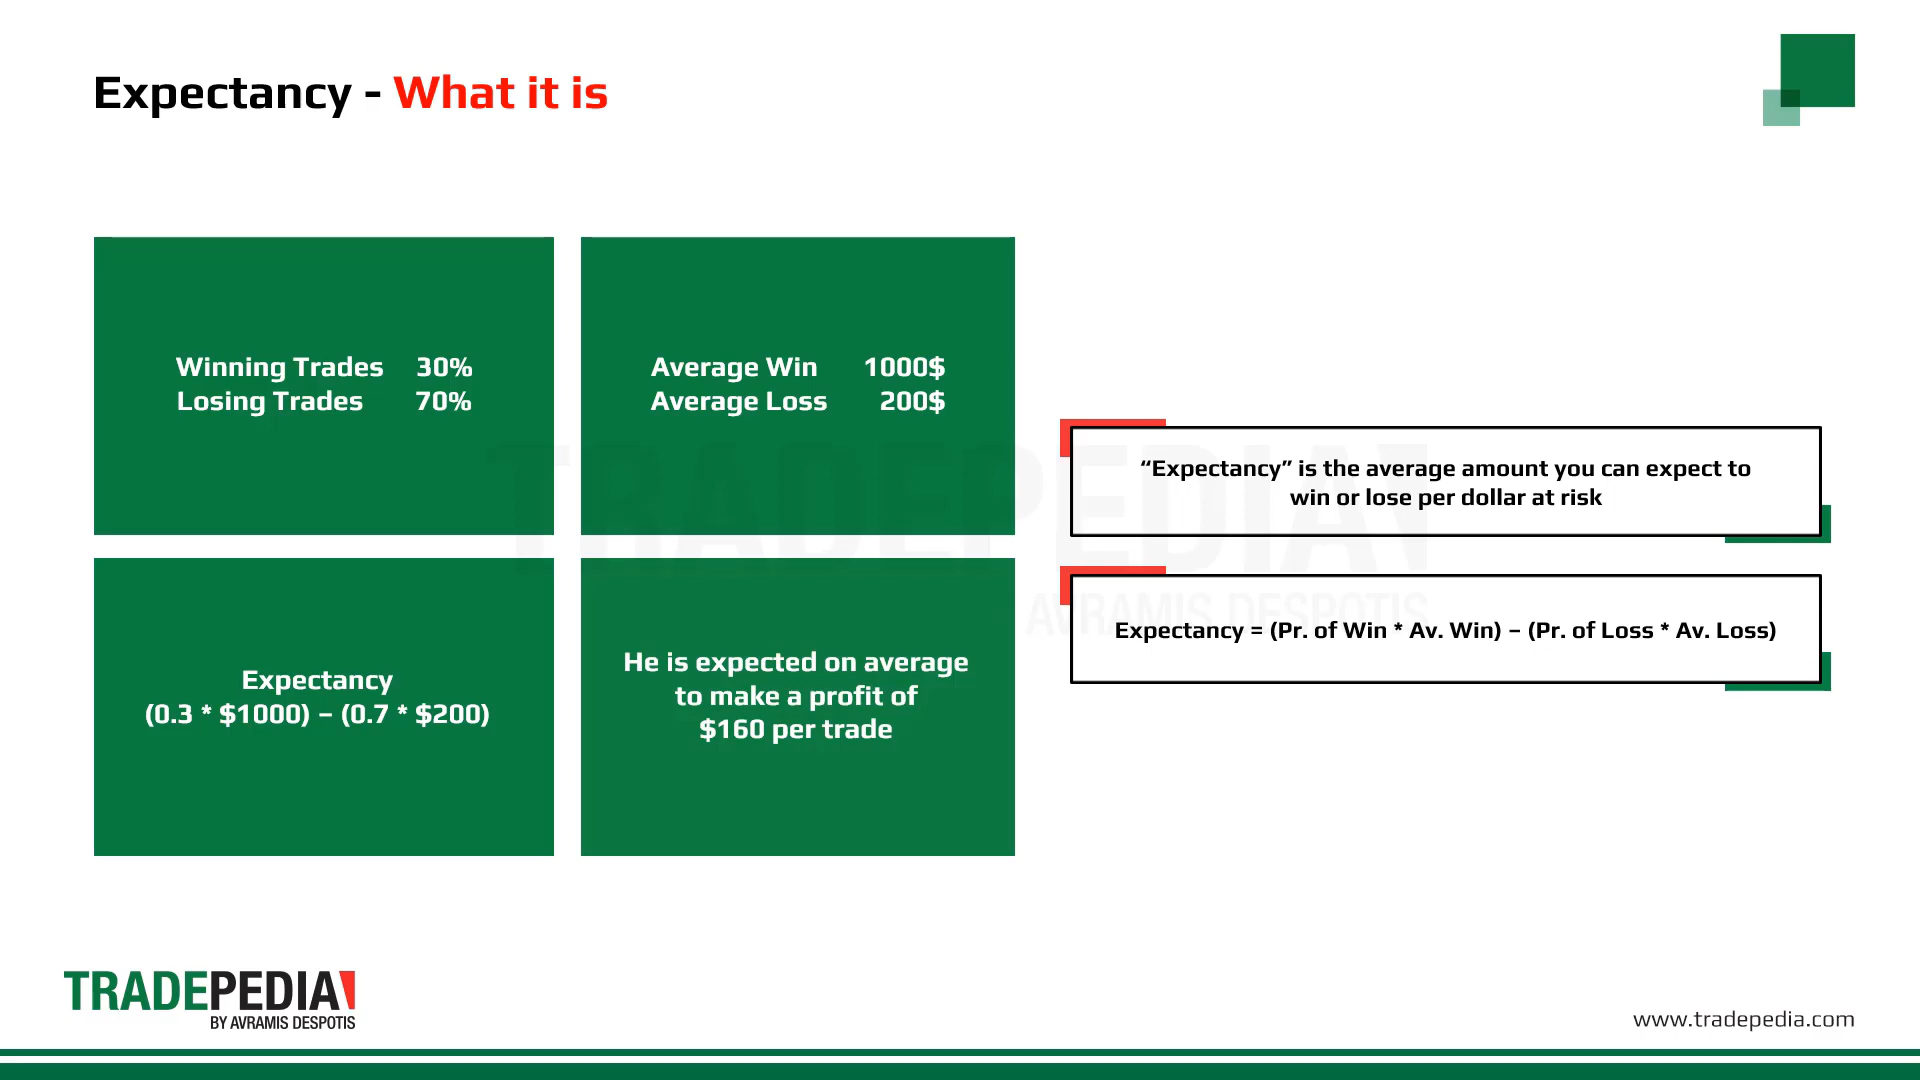 Expectancy - What it is
Winning Trades 30%
Losing Trades 70%
Average Win 1000$
Average Loss 200$
Expectancy
(0.3 * $1000) – (0.7 * $200)
He is expected on average
to make a profit of
$160 per trade
“Expectancy” is the average amount you can expect to
win or lose per dollar at risk
Expectancy = (Pr. of Win * Av. Win) – (Pr. of Loss * Av. Loss)
TRADEPEDIA
AVRAMIS DESPOTIS
TRADEPEDIA
BY AVRAMIS DESPOTIS
www.tradepedia.com